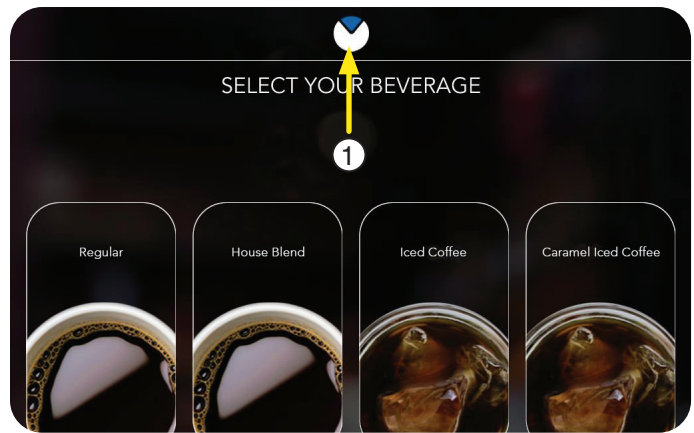 SELECT YOUR BEVERAGE
1
Regular
House Blend
Iced Coffee
Caramel Iced Coffee